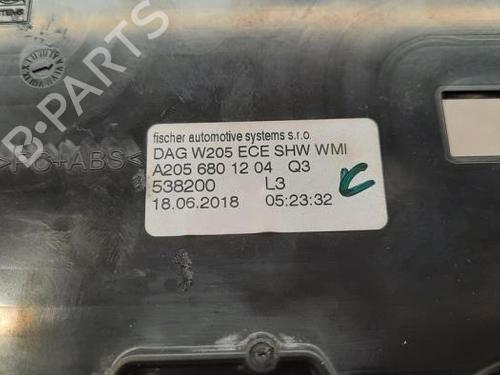 fischer automotive systems s.r.o.
DAG W205 ECE SHW WMI
A205 680 12 04 Q3
538200 L3
18.06.2018 05:23:32
>PC+ABS<
B-PARTS